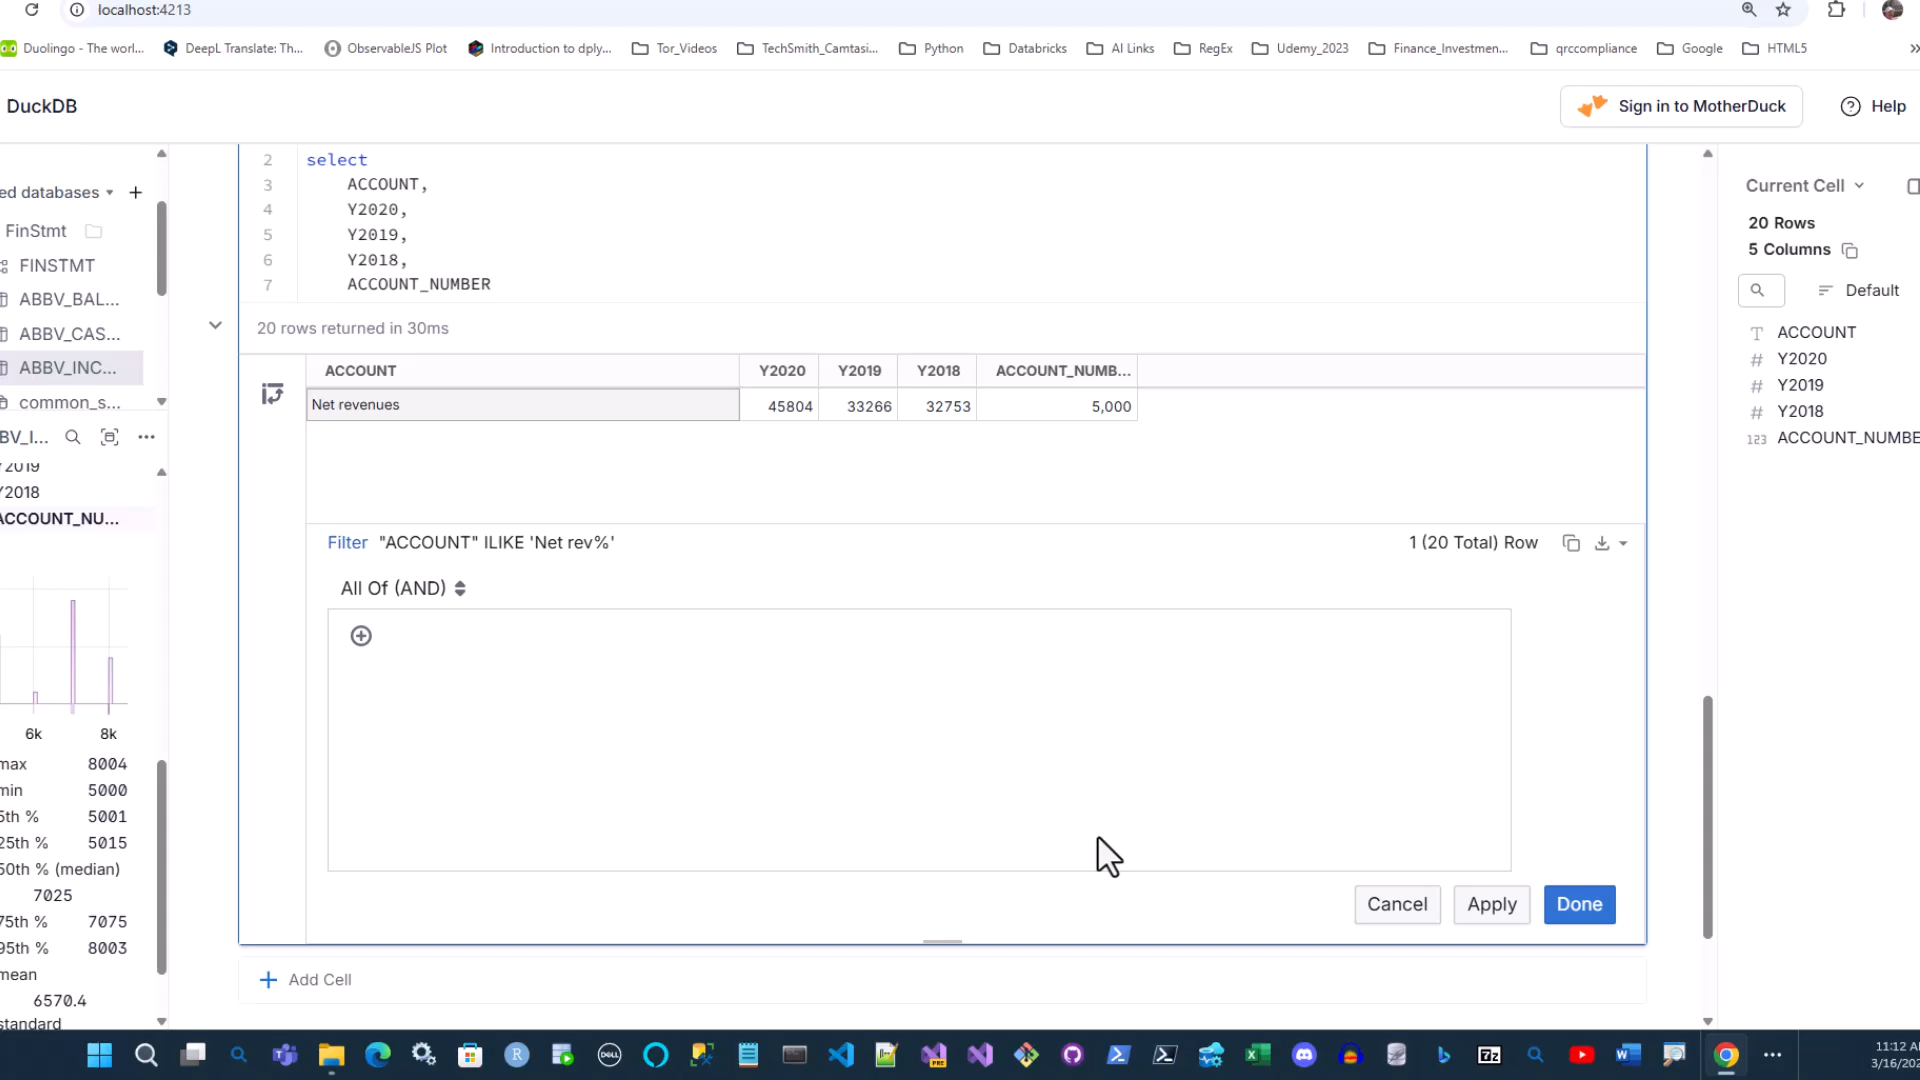 localhost:4213
Duolingo - The worl...
DeepL Translate: Th...
ObservableJS Plot
Introduction to dply...
Tor_Videos
TechSmith_Camtasi...
Python
Databricks
AI Links
RegEx
Udemy_2023
Finance_Investmen...
qrccompliance
Google
HTML5
DuckDB
Sign in to MotherDuck
Help
ed databases
FinStmt
FINSTMT
ABBV_BAL...
ABBV_CAS...
ABBV_INC...
common_s...
BV_I...
Y2019
Y2018
ACCOUNT_NU...
6k 8k
max 8004
min 5000
5th % 5001
25th % 5015
50th % (median)
7025
75th % 7075
95th % 8003
mean
6570.4
standard
2 select
3 ACCOUNT,
4 Y2020,
5 Y2019,
6 Y2018,
7 ACCOUNT_NUMBER
20 rows returned in 30ms
ACCOUNT Y2020 Y2019 Y2018 ACCOUNT_NUMB...
Net revenues 45804 33266 32753 5,000
Filter "ACCOUNT" ILIKE 'Net rev%'
1 (20 Total) Row
All Of (AND)
Cancel
Apply
Done
Add Cell
Current Cell
20 Rows
5 Columns
Default
T ACCOUNT
# Y2020
# Y2019
# Y2018
123 ACCOUNT_NUMBE
11:12 A
3/16/202